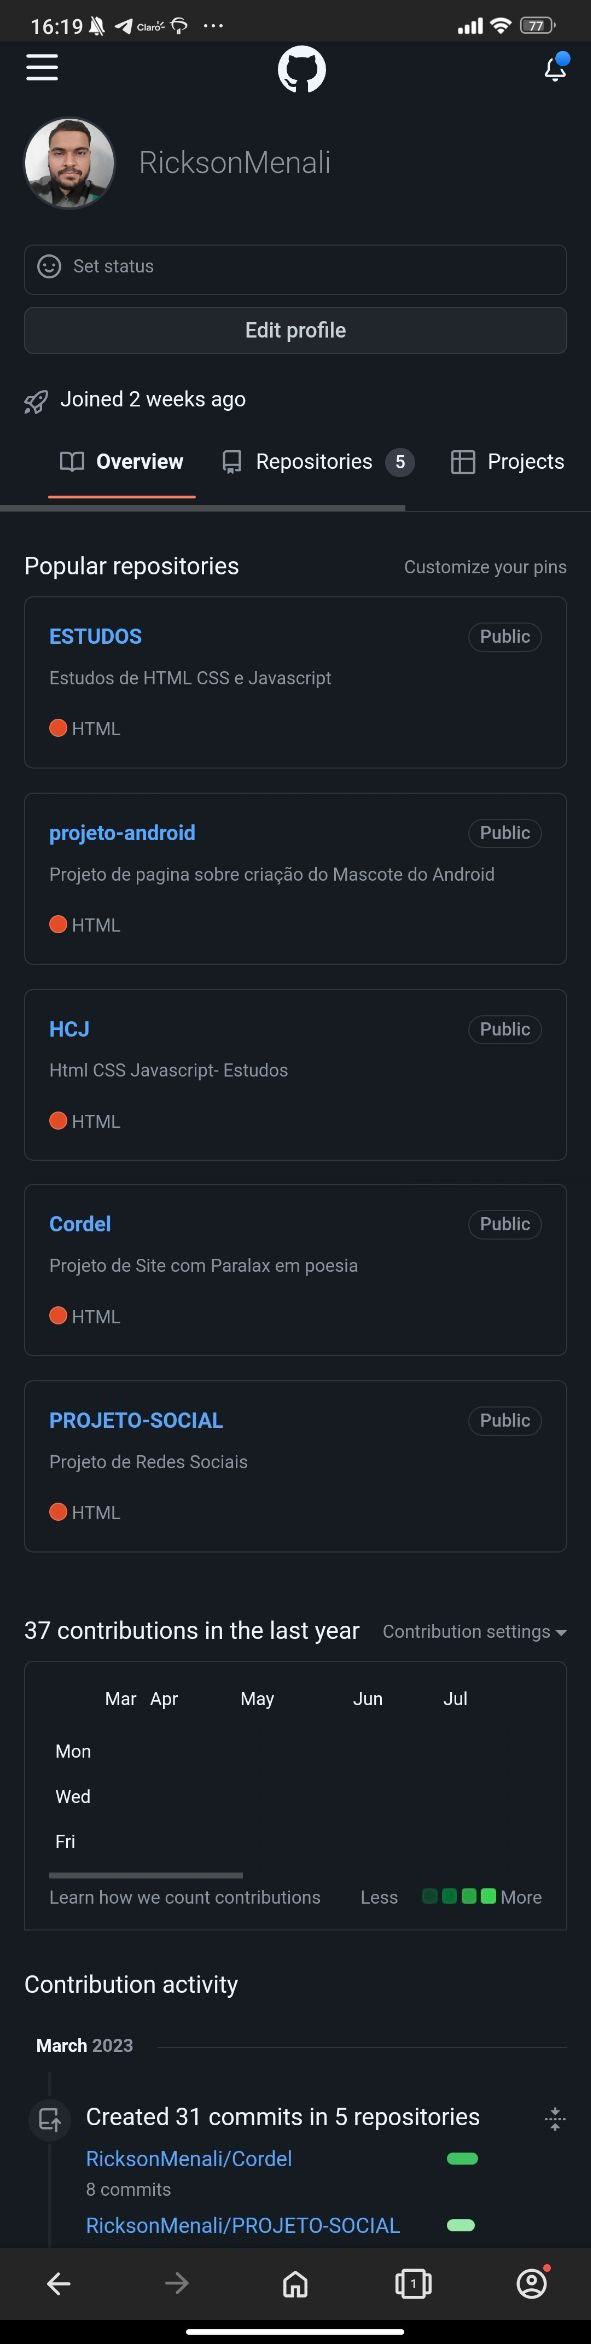 16:19 Claro
77
RicksonMenali
Set status
Edit profile
Joined 2 weeks ago
Overview Repositories 5 Projects
Popular repositories Customize your pins
ESTUDOS Public
Estudos de HTML CSS e Javascript
HTML
projeto-android Public
Projeto de pagina sobre criação do Mascote do Android
HTML
HCJ Public
Html CSS Javascript- Estudos
HTML
Cordel Public
Projeto de Site com Paralax em poesia
HTML
PROJETO-SOCIAL Public
Projeto de Redes Sociais
HTML
37 contributions in the last year Contribution settings
Mar Apr May Jun Jul
Mon
Wed
Fri
Learn how we count contributions Less More
Contribution activity
March 2023
Created 31 commits in 5 repositories
RicksonMenali/Cordel
8 commits
RicksonMenali/PROJETO-SOCIAL
1